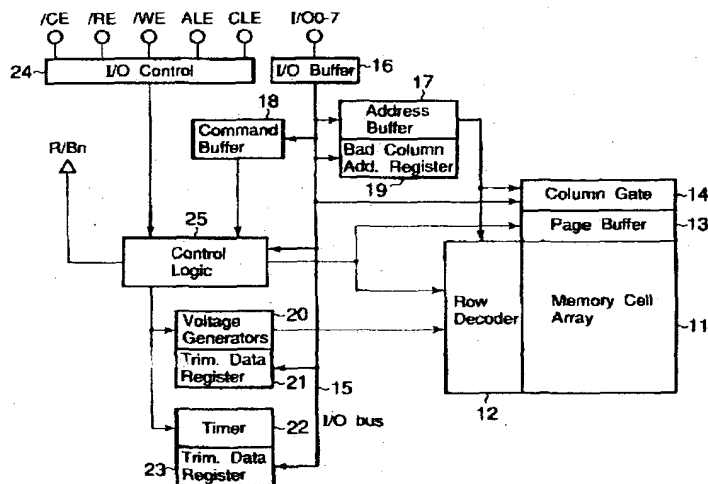 /CE /RE /WE ALE CLE I/O0-7
24 I/O Control I/O Buffer 16
18 17
R/Bn Command Buffer Address Buffer
Bad Column Add. Register
19
Column Gate 14
Page Buffer 13
25
Control Logic
Row Decoder Memory Cell Array 11
20
Voltage Generators
Trim. Data Register
21 15 12
I/O bus
Timer 22
23 Trim. Data Register